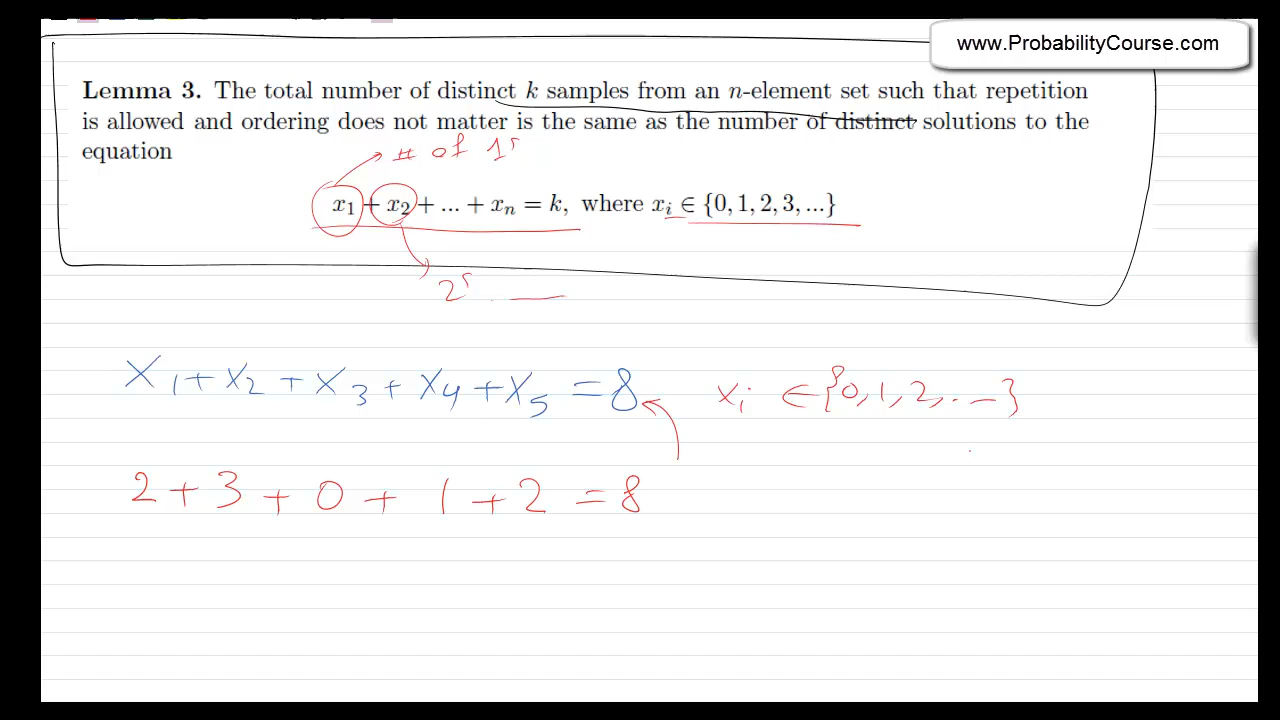 www.ProbabilityCourse.com
Lemma 3. The total number of distinct k samples from an n-element set such that repetition
is allowed and ordering does not matter is the same as the number of distinct solutions to the
equation
# of 1s
x₁ + x₂ + ... + xₙ = k, where xᵢ ∈ {0, 1, 2, 3, ...}
2s
x₁ + x₂ + x₃ + x₄ + x₅ = 8 xᵢ ∈ {0, 1, 2, ...}
2 + 3 + 0 + 1 + 2 = 8